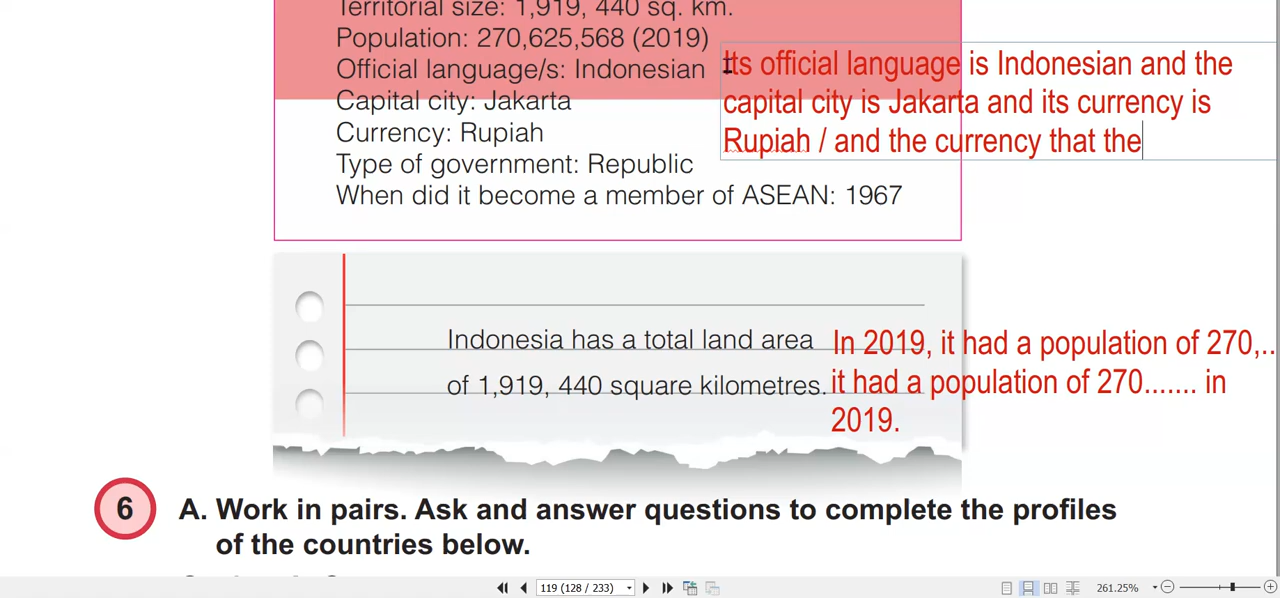 Territorial size: 1,919, 440 sq. km.
Population: 270,625,568 (2019)
Official language/s: Indonesian
Capital city: Jakarta
Currency: Rupiah
Type of government: Republic
When did it become a member of ASEAN: 1967
Its official language is Indonesian and the
capital city is Jakarta and its currency is
Rupiah / and the currency that the
Indonesia has a total land area
of 1,919, 440 square kilometres.
In 2019, it had a population of 270,..
it had a population of 270....... in
2019.
6
A. Work in pairs. Ask and answer questions to complete the profiles
of the countries below.
119 (128 / 233)
261.25%